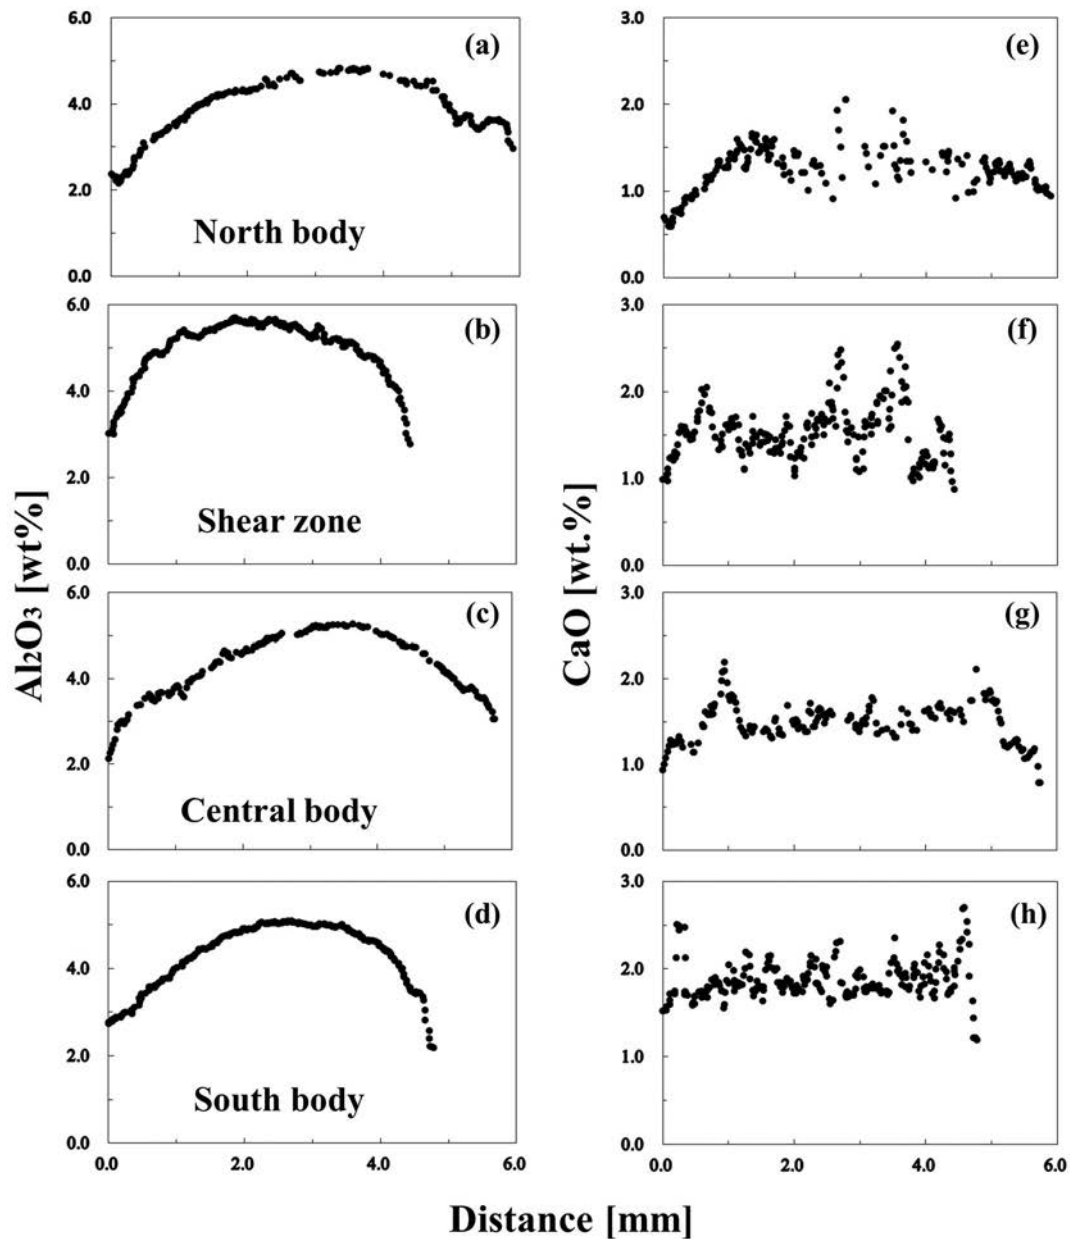 6.0
(a)
4.0
2.0
North body
0.0
3.0
(e)
2.0
1.0
0.0
6.0
(b)
4.0
2.0
Shear zone
0.0
3.0
(f)
2.0
1.0
0.0
Al₂O₃ [wt%]
CaO [wt.%]
6.0
(c)
4.0
2.0
Central body
0.0
3.0
(g)
2.0
1.0
0.0
6.0
(d)
4.0
2.0
South body
0.0
0.0 2.0 4.0 6.0
3.0
(h)
2.0
1.0
0.0
0.0 2.0 4.0 6.0
Distance [mm]